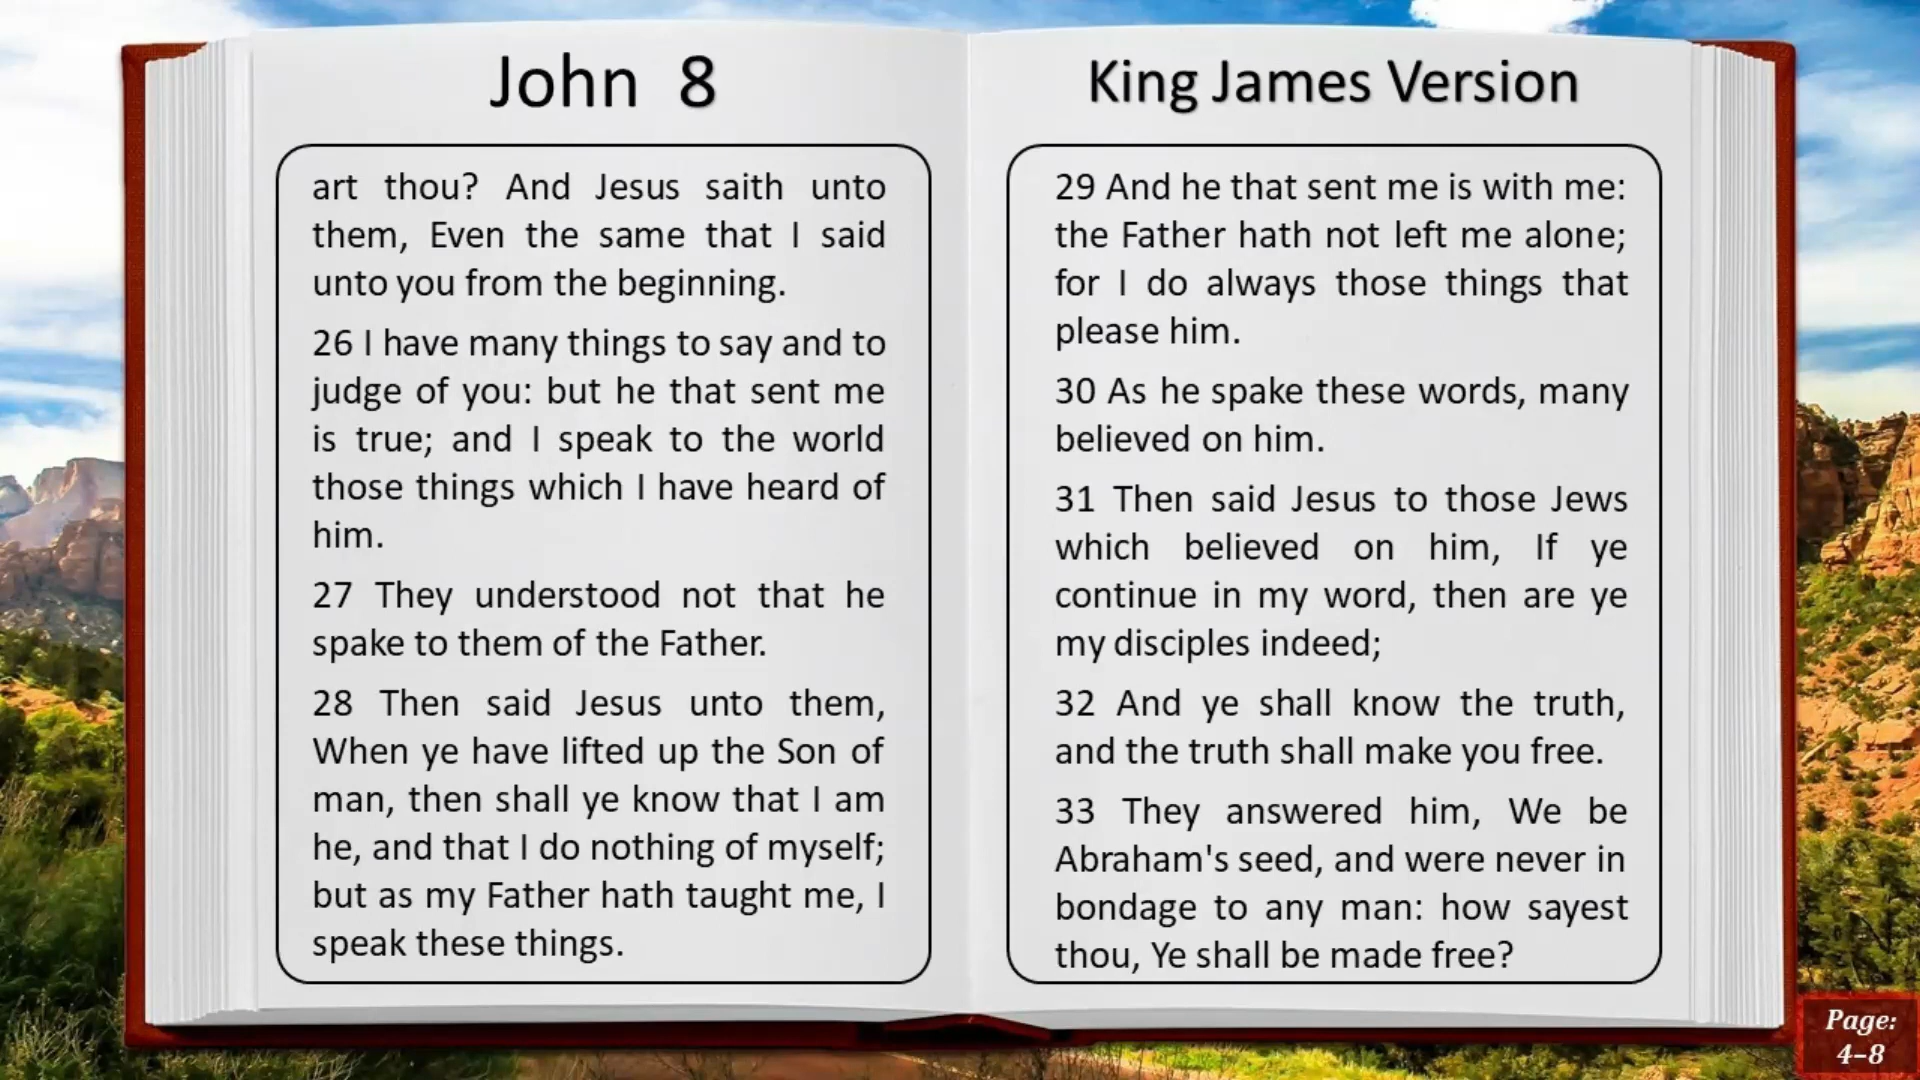 John 8
art thou? And Jesus saith unto
them, Even the same that I said
unto you from the beginning.
26 I have many things to say and to
judge of you: but he that sent me
is true; and I speak to the world
those things which I have heard of
him.
27 They understood not that he
spake to them of the Father.
28 Then said Jesus unto them,
When ye have lifted up the Son of
man, then shall ye know that I am
he, and that I do nothing of myself;
but as my Father hath taught me, I
speak these things.
King James Version
29 And he that sent me is with me:
the Father hath not left me alone;
for I do always those things that
please him.
30 As he spake these words, many
believed on him.
31 Then said Jesus to those Jews
which believed on him, If ye
continue in my word, then are ye
my disciples indeed;
32 And ye shall know the truth,
and the truth shall make you free.
33 They answered him, We be
Abraham's seed, and were never in
bondage to any man: how sayest
thou, Ye shall be made free?
Page:
4–8